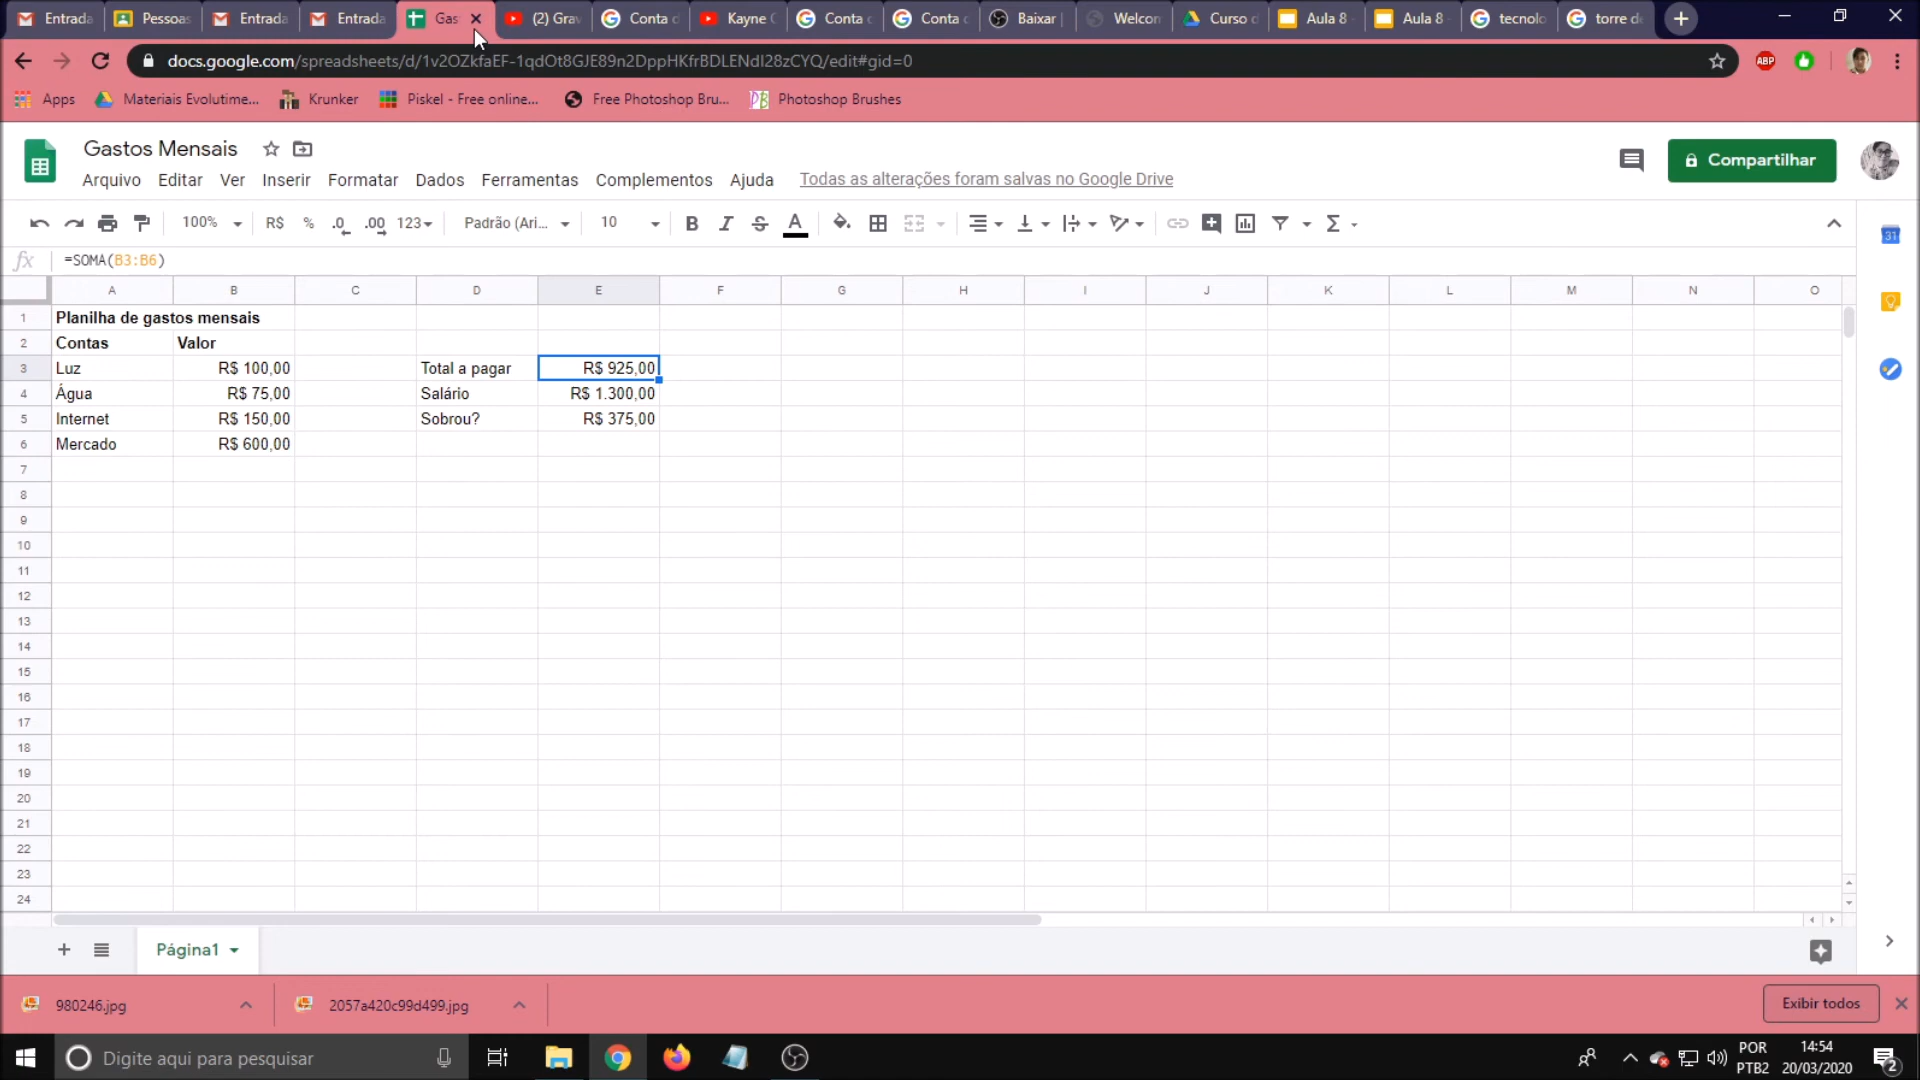 Entrada Pessoas Entrada Entrada Gas (2) Grav Conta d Kayne C Conta c Conta c Baixar Welcom Curso d Aula 8 Aula 8 tecnolo torre de
docs.google.com/spreadsheets/d/1v2OZkfaEF-1qdOt8GJE89n2DppHKfrBDLENdI28zCYQ/edit#gid=0 ABP
Apps Materiais Evolutime... Krunker Piskel - Free online... Free Photoshop Bru... Photoshop Brushes
Gastos Mensais Compartilhar
Arquivo Editar Ver Inserir Formatar Dados Ferramentas Complementos Ajuda Todas as alterações foram salvas no Google Drive
100% R$ % .0 .00 123 Padrão (Ari... 10 B I S A Σ 31
fx =SOMA(B3:B6)
A B C D E F G H I J K L M N O
1 Planilha de gastos mensais
2 Contas Valor
3 Luz R$ 100,00 Total a pagar R$ 925,00
4 Água R$ 75,00 Salário R$ 1.300,00
5 Internet R$ 150,00 Sobrou? R$ 375,00
6 Mercado R$ 600,00
7
8
9
10
11
12
13
14
15
16
17
18
19
20
21
22
23
24
Página1
980246.jpg 2057a420c99d499.jpg Exibir todos
Digite aqui para pesquisar POR 14:54
PTB2 20/03/2020 2